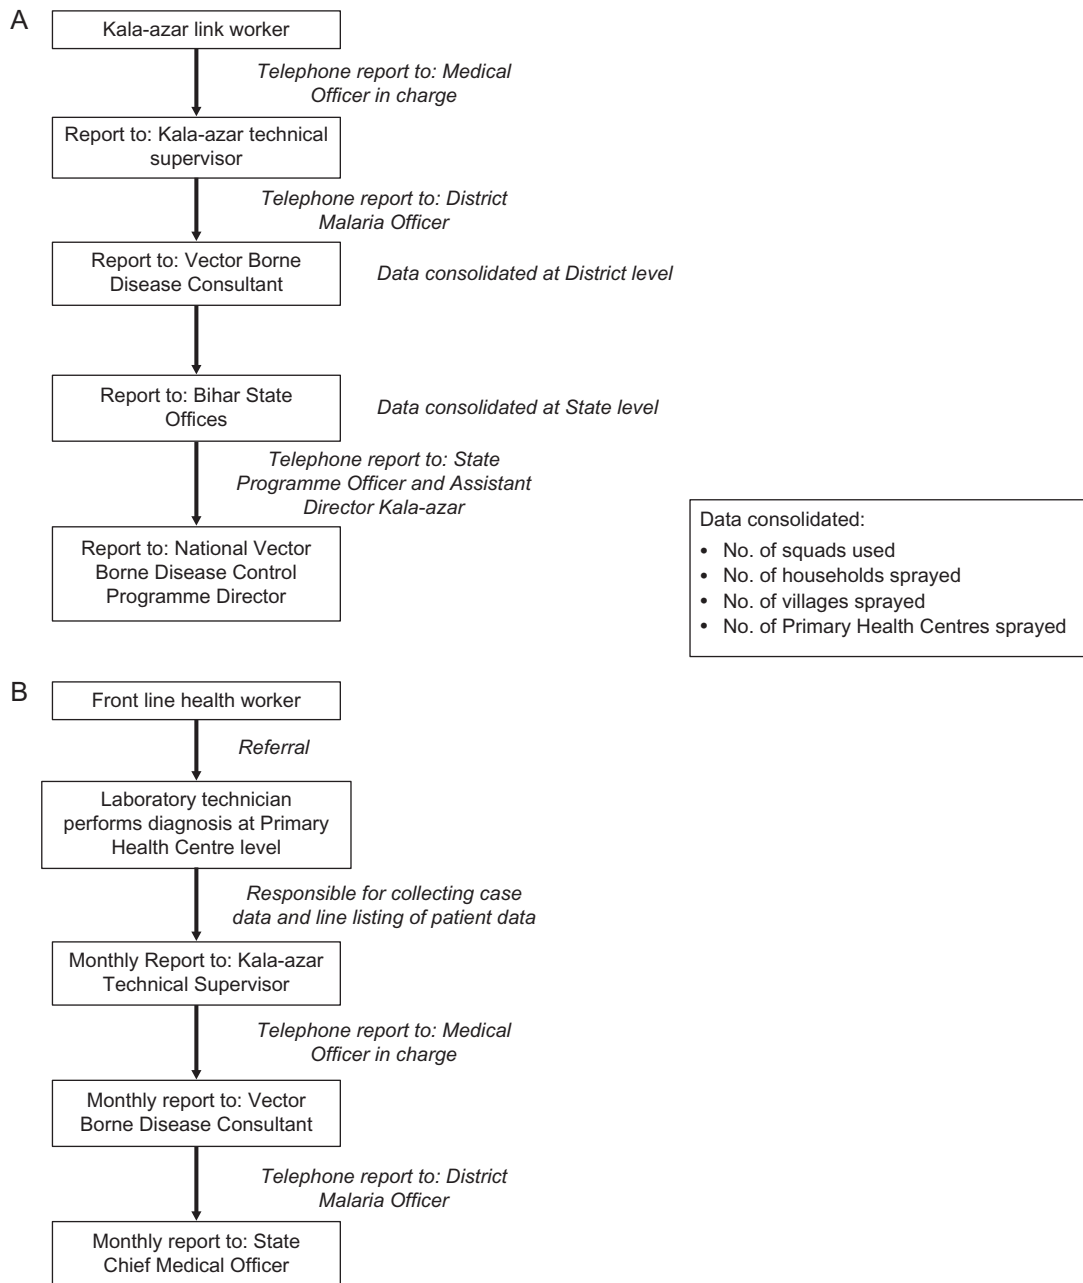 A
Kala-azar link worker
Telephone report to: Medical
Officer in charge
Report to: Kala-azar technical
supervisor
Telephone report to: District
Malaria Officer
Report to: Vector Borne
Disease Consultant
Data consolidated at District level
Report to: Bihar State
Offices
Data consolidated at State level
Telephone report to: State
Programme Officer and Assistant
Director Kala-azar
Report to: National Vector
Borne Disease Control
Programme Director
Data consolidated:
• No. of squads used
• No. of households sprayed
• No. of villages sprayed
• No. of Primary Health Centres sprayed
B
Front line health worker
Referral
Laboratory technician
performs diagnosis at Primary
Health Centre level
Responsible for collecting case
data and line listing of patient data
Monthly Report to: Kala-azar
Technical Supervisor
Telephone report to: Medical
Officer in charge
Monthly report to: Vector
Borne Disease Consultant
Telephone report to: District
Malaria Officer
Monthly report to: State
Chief Medical Officer